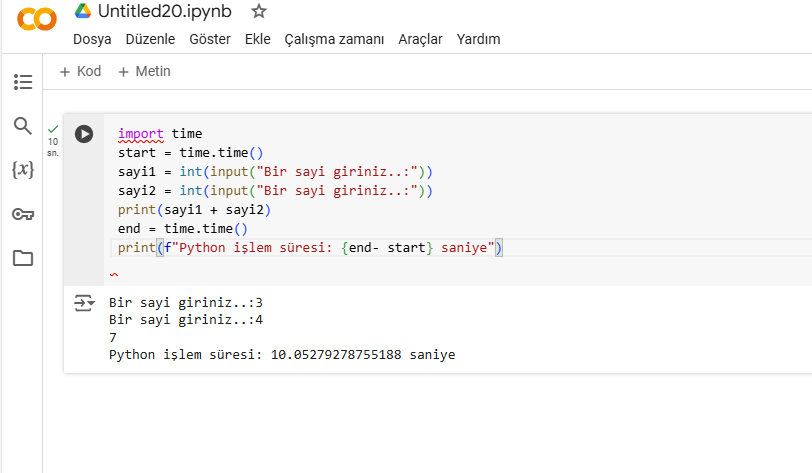 Untitled20.ipynb
Dosya Düzenle Göster Ekle Çalışma zamanı Araçlar Yardım
+ Kod + Metin
{x}
10
sn.
import time
start = time.time()
sayi1 = int(input("Bir sayi giriniz..:"))
sayi2 = int(input("Bir sayi giriniz..:"))
print(sayi1 + sayi2)
end = time.time()
print(f"Python işlem süresi: {end- start} saniye")
Bir sayi giriniz..:3
Bir sayi giriniz..:4
7
Python işlem süresi: 10.05279278755188 saniye